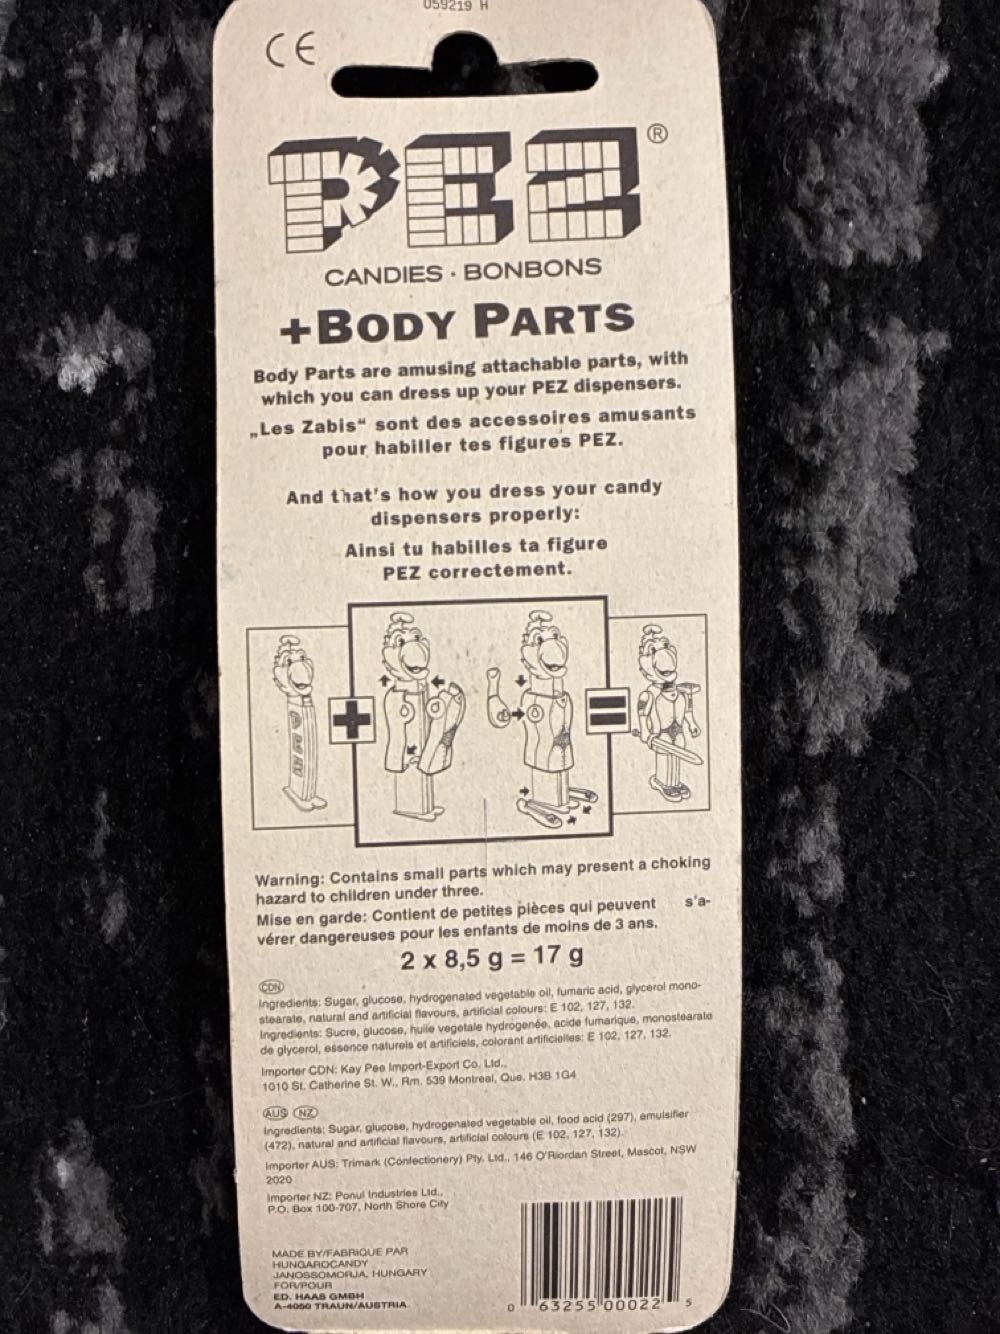 059219 H
CE
PEZ®
CANDIES · BONBONS
+BODY PARTS
Body Parts are amusing attachable parts, with
which you can dress up your PEZ dispensers.
„Les Zabis“ sont des accessoires amusants
pour habiller tes figures PEZ.
And that's how you dress your candy
dispensers properly:
Ainsi tu habilles ta figure
PEZ correctement.
+
=
Warning: Contains small parts which may present a choking
hazard to children under three.
Mise en garde: Contient de petites pièces qui peuvent s'a-
vérer dangereuses pour les enfants de moins de 3 ans.
2 x 8,5 g = 17 g
CDN
Ingredients: Sugar, glucose, hydrogenated vegetable oil, fumaric acid, glycerol mono-
stearate, natural and artificial flavours, artificial colours: E 102, 127, 132.
Ingredients: Sucre, glucose, huile vegetale hydrogenée, acide fumarique, monostearate
de glycerol, essence naturels et artificiels, colorant artificielles: E 102, 127, 132.
Importer CDN: Kay Pee Import-Export Co. Ltd.,
1010 St. Catherine St. W., Rm. 539 Montreal, Que. H3B 1G4
AUS NZ
Ingredients: Sugar, glucose, hydrogenated vegetable oil, food acid (297), emulsifier
(472), natural and artificial flavours, artificial colours (E 102, 127, 132).
Importer AUS: Trimark (Confectionery) Pty. Ltd., 146 O'Riordan Street, Mascot, NSW
2020
Importer NZ: Ponui Industries Ltd.,
P.O. Box 100-707, North Shore City
MADE BY/FABRIQUE PAR
HUNGAROCANDY
JANOSSOMORJA, HUNGARY
FOR/POUR
ED. HAAS GMBH
A-4050 TRAUN/AUSTRIA
0 63255 00022 5